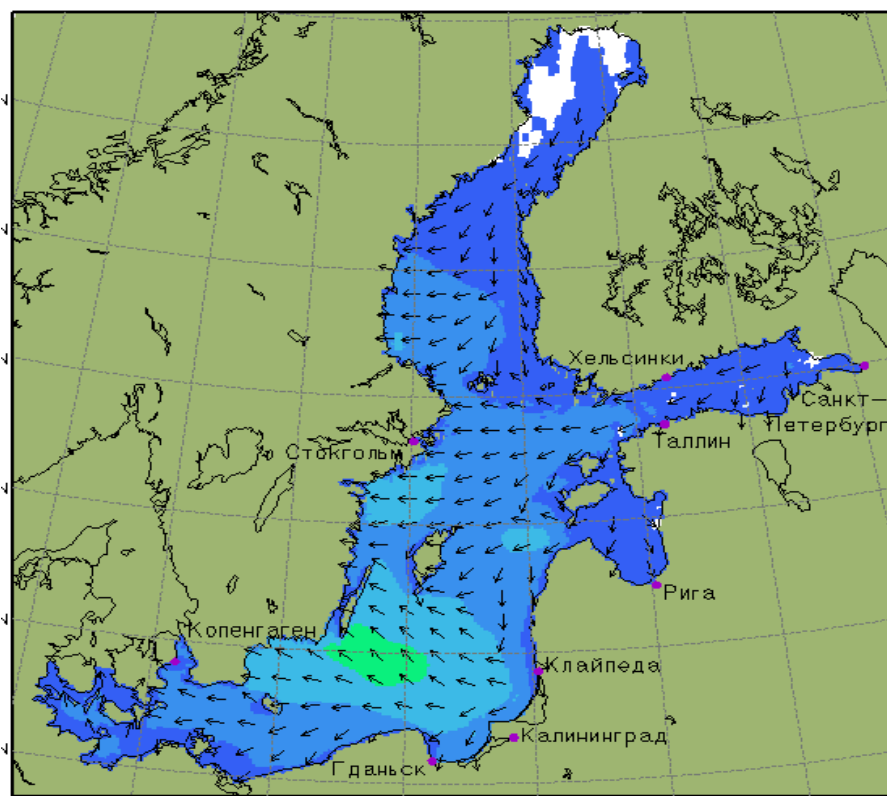 Хельсинки
Санкт-
Петербург
Таллин
Стокгольм
Рига
Копенгаген
Клайпеда
Калининград
Гданьск